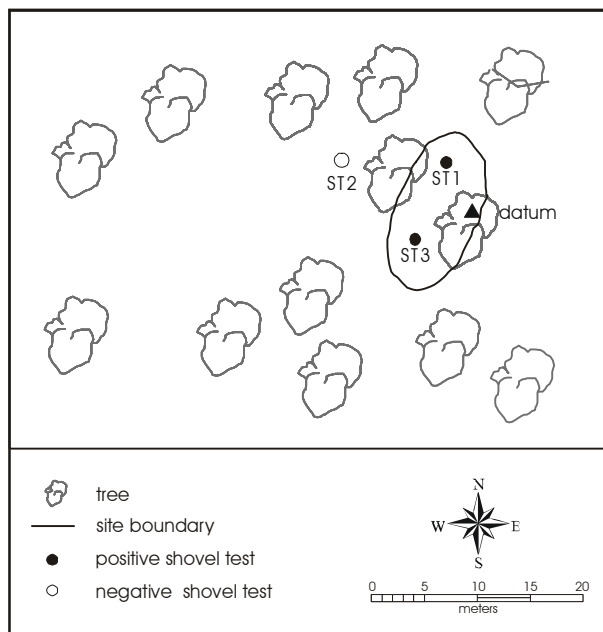 ST2
ST1
datum
ST3
tree
site boundary
positive shovel test
negative shovel test
N
W E
S
0 5 10 15 20
meters